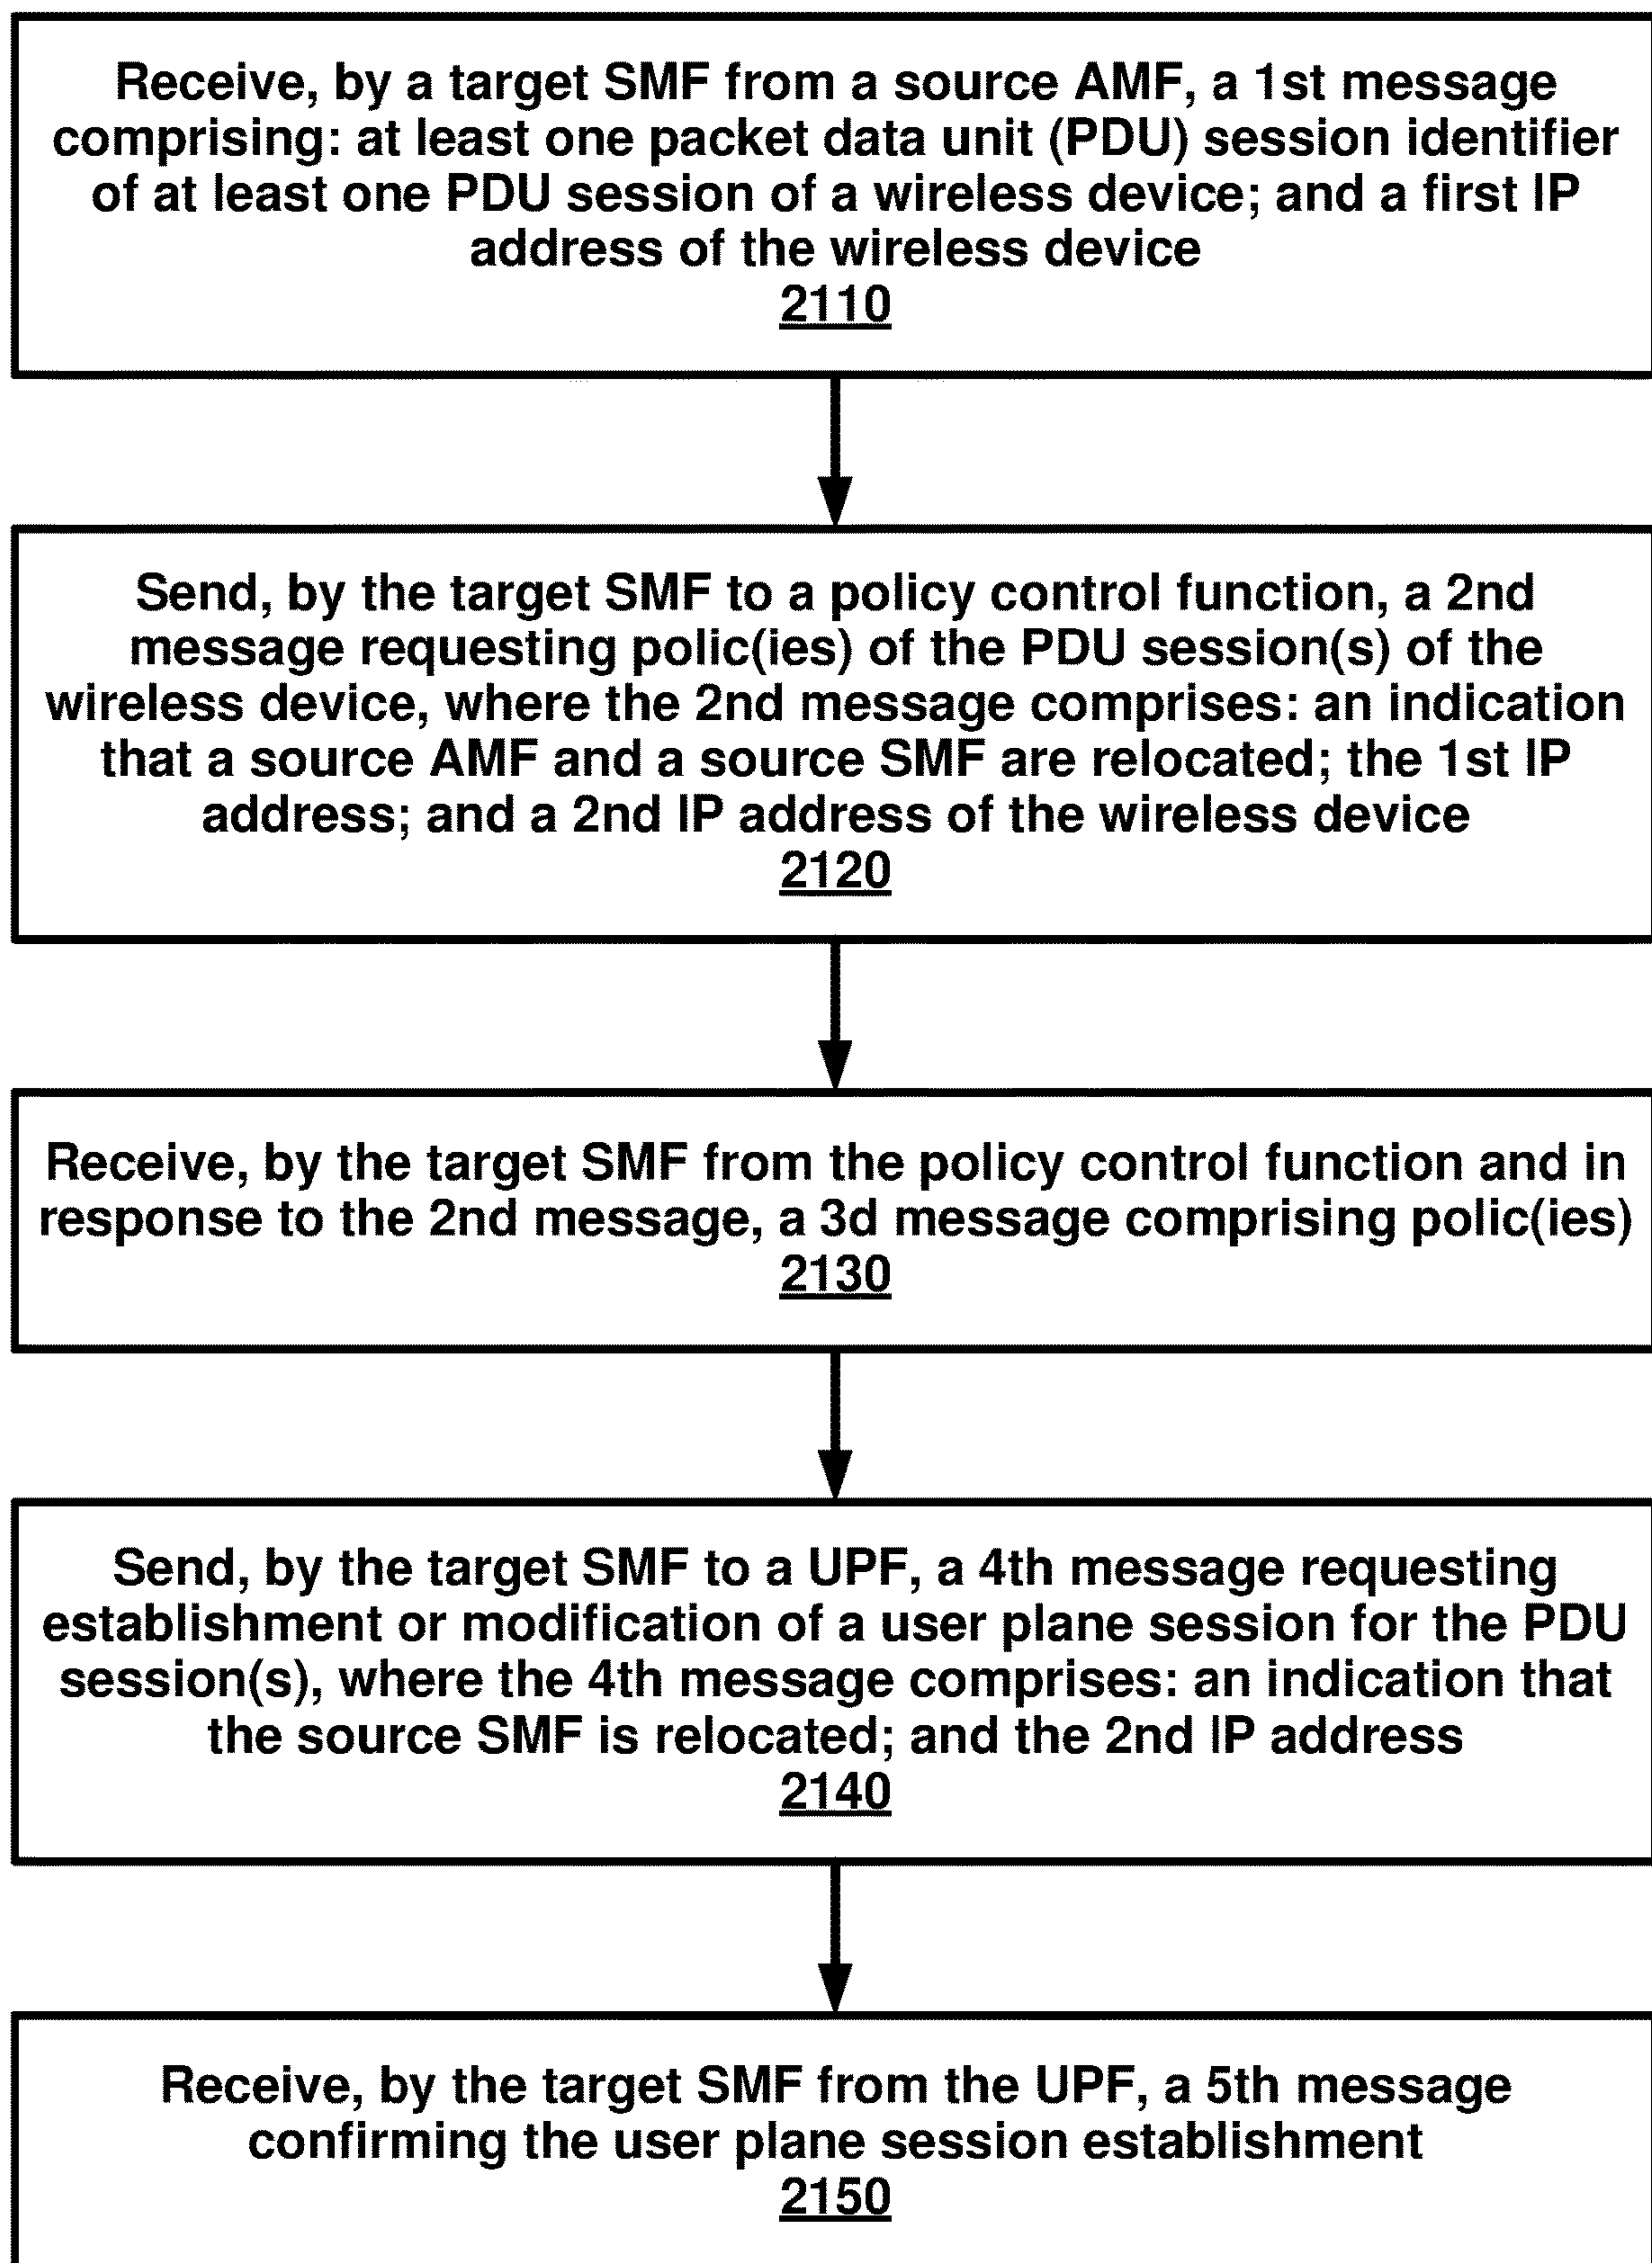 Receive, by a target SMF from a source AMF, a 1st message
comprising: at least one packet data unit (PDU) session identifier
of at least one PDU session of a wireless device; and a first IP
address of the wireless device
2110
Send, by the target SMF to a policy control function, a 2nd
message requesting polic(ies) of the PDU session(s) of the
wireless device, where the 2nd message comprises: an indication
that a source AMF and a source SMF are relocated; the 1st IP
address; and a 2nd IP address of the wireless device
2120
Receive, by the target SMF from the policy control function and in
response to the 2nd message, a 3d message comprising polic(ies)
2130
Send, by the target SMF to a UPF, a 4th message requesting
establishment or modification of a user plane session for the PDU
session(s), where the 4th message comprises: an indication that
the source SMF is relocated; and the 2nd IP address
2140
Receive, by the target SMF from the UPF, a 5th message
confirming the user plane session establishment
2150